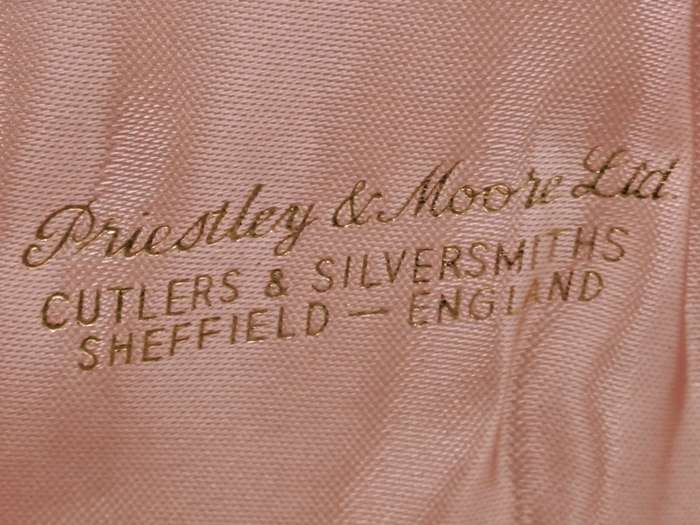 Priestley & Moore Ltd.
CUTLERS & SILVERSMITHS
SHEFFIELD — ENGLAND